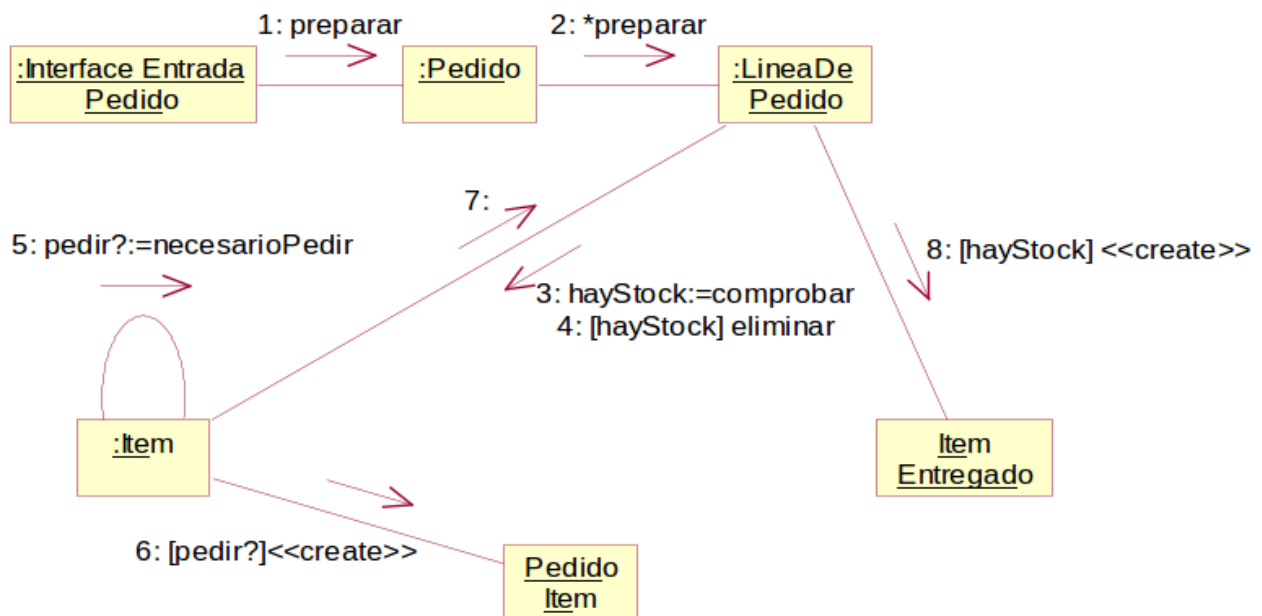 1: preparar
2: *preparar
:Interface Entrada
Pedido
:Pedido
:LineaDe
Pedido
7:
5: pedir?:=necesarioPedir
8: [hayStock] <<create>>
3: hayStock:=comprobar
4: [hayStock] eliminar
:Item
Item
Entregado
6: [pedir?]<<create>>
Pedido
Item